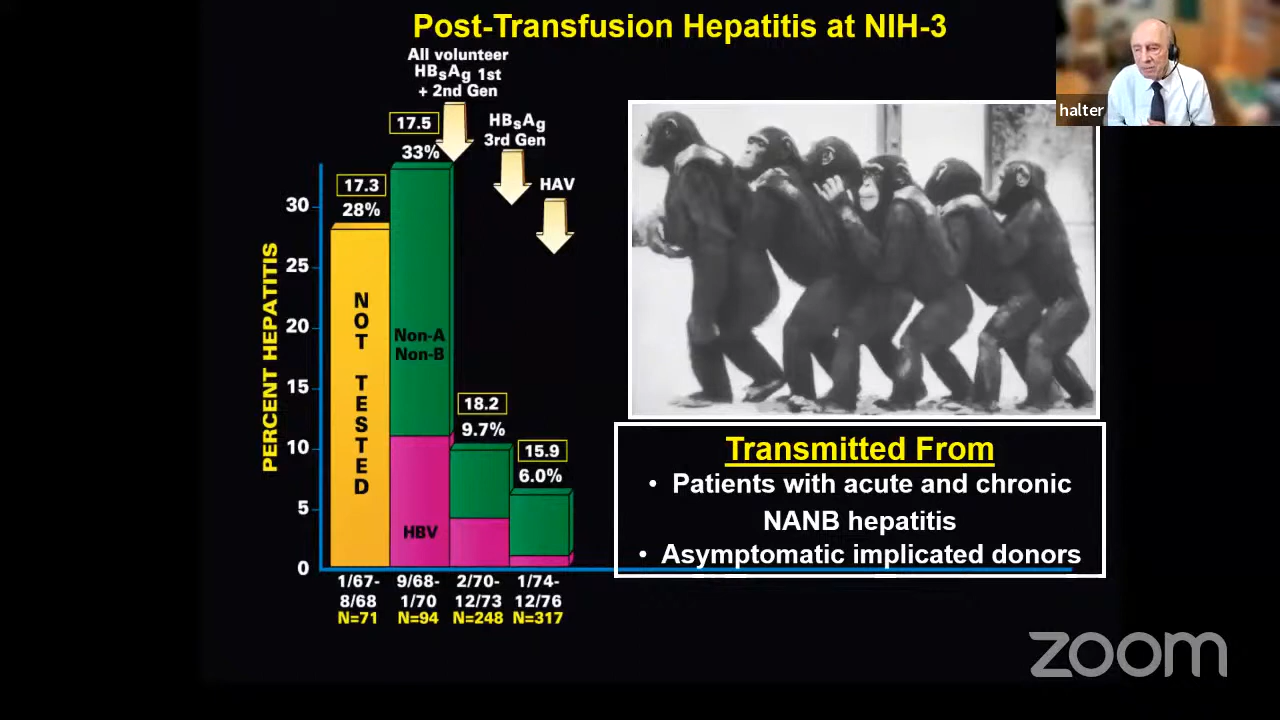 Post-Transfusion Hepatitis at NIH-3
All volunteer
HBsAg 1st
+ 2nd Gen
17.5
33%
HBsAg
3rd Gen
HAV
17.3
28%
PERCENT HEPATITIS
30
25
20
15
10
5
0
NOT TESTED
Non-A
Non-B
HBV
18.2
9.7%
15.9
6.0%
1/67-
8/68
N=71
9/68-
1/70
N=94
2/70-
12/73
N=248
1/74-
12/76
N=317
Transmitted From
• Patients with acute and chronic
NANB hepatitis
• Asymptomatic implicated donors
halter
zoom